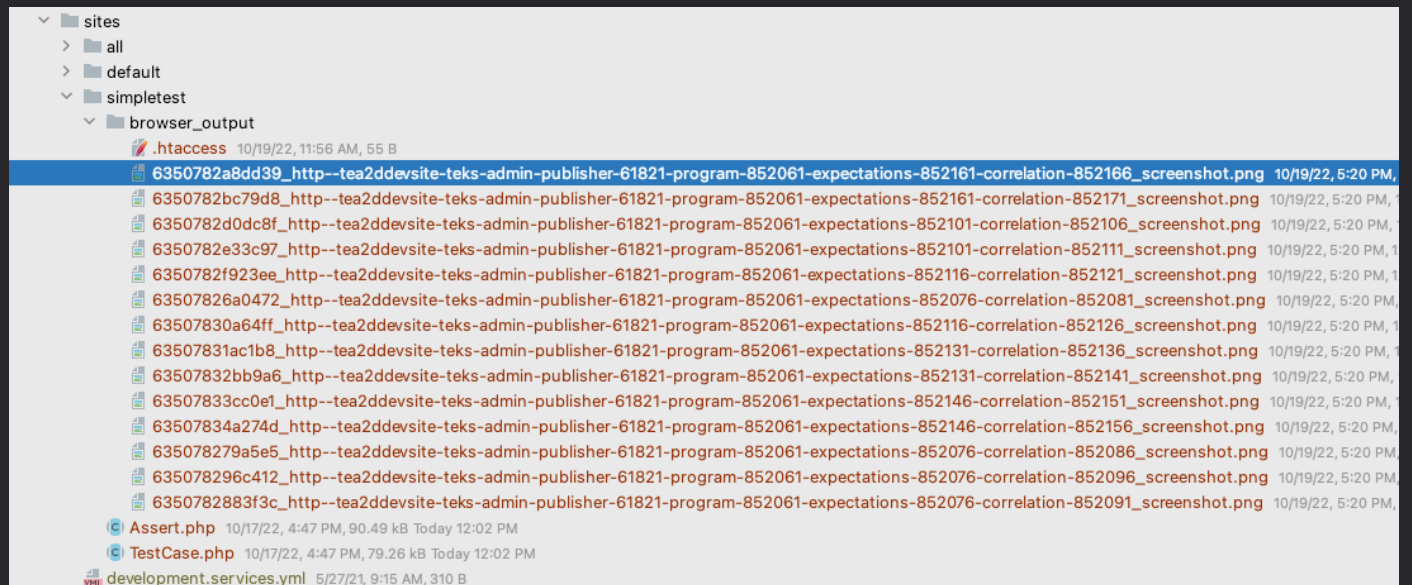 sites
all
default
simpletest
browser_output
.htaccess 10/19/22, 11:56 AM, 55 B
6350782a8dd39_http--tea2ddevsite-teks-admin-publisher-61821-program-852061-expectations-852161-correlation-852166_screenshot.png 10/19/22, 5:20 PM,
6350782bc79d8_http--tea2ddevsite-teks-admin-publisher-61821-program-852061-expectations-852161-correlation-852171_screenshot.png 10/19/22, 5:20 PM,
6350782d0dc8f_http--tea2ddevsite-teks-admin-publisher-61821-program-852061-expectations-852101-correlation-852106_screenshot.png 10/19/22, 5:20 PM,
6350782e33c97_http--tea2ddevsite-teks-admin-publisher-61821-program-852061-expectations-852101-correlation-852111_screenshot.png 10/19/22, 5:20 PM,
6350782f923ee_http--tea2ddevsite-teks-admin-publisher-61821-program-852061-expectations-852116-correlation-852121_screenshot.png 10/19/22, 5:20 PM,
63507826a0472_http--tea2ddevsite-teks-admin-publisher-61821-program-852061-expectations-852076-correlation-852081_screenshot.png 10/19/22, 5:20 PM,
63507830a64ff_http--tea2ddevsite-teks-admin-publisher-61821-program-852061-expectations-852116-correlation-852126_screenshot.png 10/19/22, 5:20 PM,
63507831ac1b8_http--tea2ddevsite-teks-admin-publisher-61821-program-852061-expectations-852131-correlation-852136_screenshot.png 10/19/22, 5:20 PM,
63507832bb9a6_http--tea2ddevsite-teks-admin-publisher-61821-program-852061-expectations-852131-correlation-852141_screenshot.png 10/19/22, 5:20 PM,
63507833cc0e1_http--tea2ddevsite-teks-admin-publisher-61821-program-852061-expectations-852146-correlation-852151_screenshot.png 10/19/22, 5:20 PM,
63507834a274d_http--tea2ddevsite-teks-admin-publisher-61821-program-852061-expectations-852146-correlation-852156_screenshot.png 10/19/22, 5:20 PM,
635078279a5e5_http--tea2ddevsite-teks-admin-publisher-61821-program-852061-expectations-852076-correlation-852086_screenshot.png 10/19/22, 5:20 PM,
635078296c412_http--tea2ddevsite-teks-admin-publisher-61821-program-852061-expectations-852076-correlation-852096_screenshot.png 10/19/22, 5:20 PM,
6350782883f3c_http--tea2ddevsite-teks-admin-publisher-61821-program-852061-expectations-852076-correlation-852091_screenshot.png 10/19/22, 5:20 PM,
Assert.php 10/17/22, 4:47 PM, 90.49 kB Today 12:02 PM
TestCase.php 10/17/22, 4:47 PM, 79.26 kB Today 12:02 PM
development.services.yml 5/27/21, 9:15 AM, 310 B